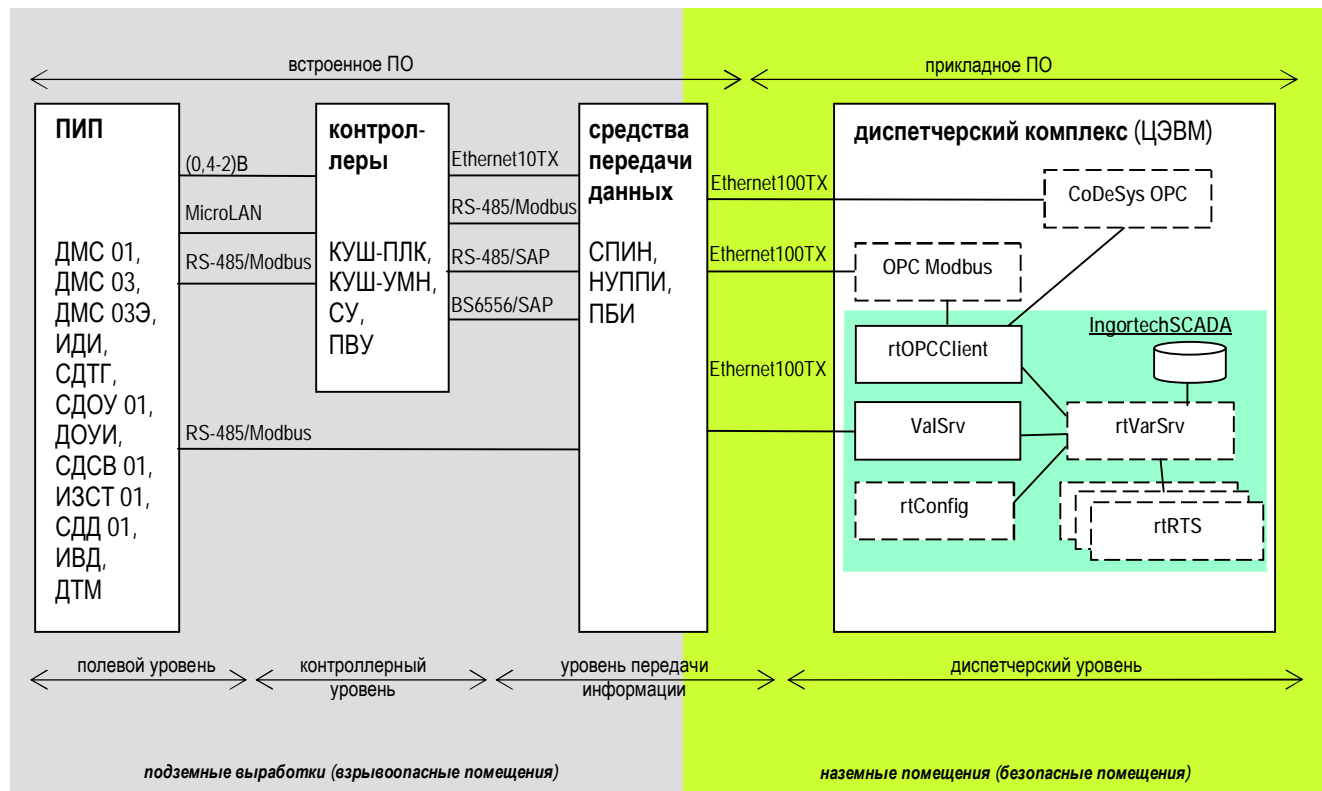 встроенное ПО
прикладное ПО
ПИП
ДМС 01,
ДМС 03,
ДМС 03Э,
ИДИ,
СДТГ,
СДОУ 01,
ДОУИ,
СДСВ 01,
ИЗСТ 01,
СДД 01,
ИВД,
ДТМ
(0,4-2)В
MicroLAN
RS-485/Modbus
RS-485/Modbus
контрол-
леры
КУШ-ПЛК,
КУШ-УМН,
СУ,
ПВУ
Ethernet10TX
RS-485/Modbus
RS-485/SAP
BS6556/SAP
средства
передачи
данных
СПИН,
НУППИ,
ПБИ
Ethernet100TX
Ethernet100TX
Ethernet100TX
диспетчерский комплекс (ЦЭВМ)
CoDeSys OPC
OPC Modbus
IngortechSCADA
rtOPCClient
ValSrv
rtVarSrv
rtConfig
rtRTS
полевой уровень
контроллерный
уровень
уровень передачи
информации
диспетчерский уровень
подземные выработки (взрывоопасные помещения)
наземные помещения (безопасные помещения)